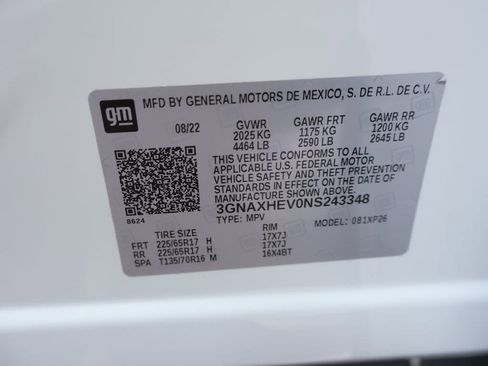 gm
MFD BY GENERAL MOTORS DE MEXICO, S. DE R.L. DE C.V.
08/22 GVWR GAWR FRT GAWR RR
2025 KG 1175 KG 1200 KG
4464 LB 2590 LB 2645 LB
THIS VEHICLE CONFORMS TO ALL
APPLICABLE U.S. FEDERAL MOTOR
VEHICLE SAFETY AND THEFT PREVENTION
STANDARDS IN EFFECT ON THE DATE OF
MANUFACTURE SHOWN ABOVE.
3GNAXHEV0NS243348
8624 TYPE: MPV MODEL: 081XP26
TIRE SIZE RIM
FRT 225/65R17 H 17X7J
RR 225/65R17 H 17X7J
SPA T135/70R16 M 16X4BT